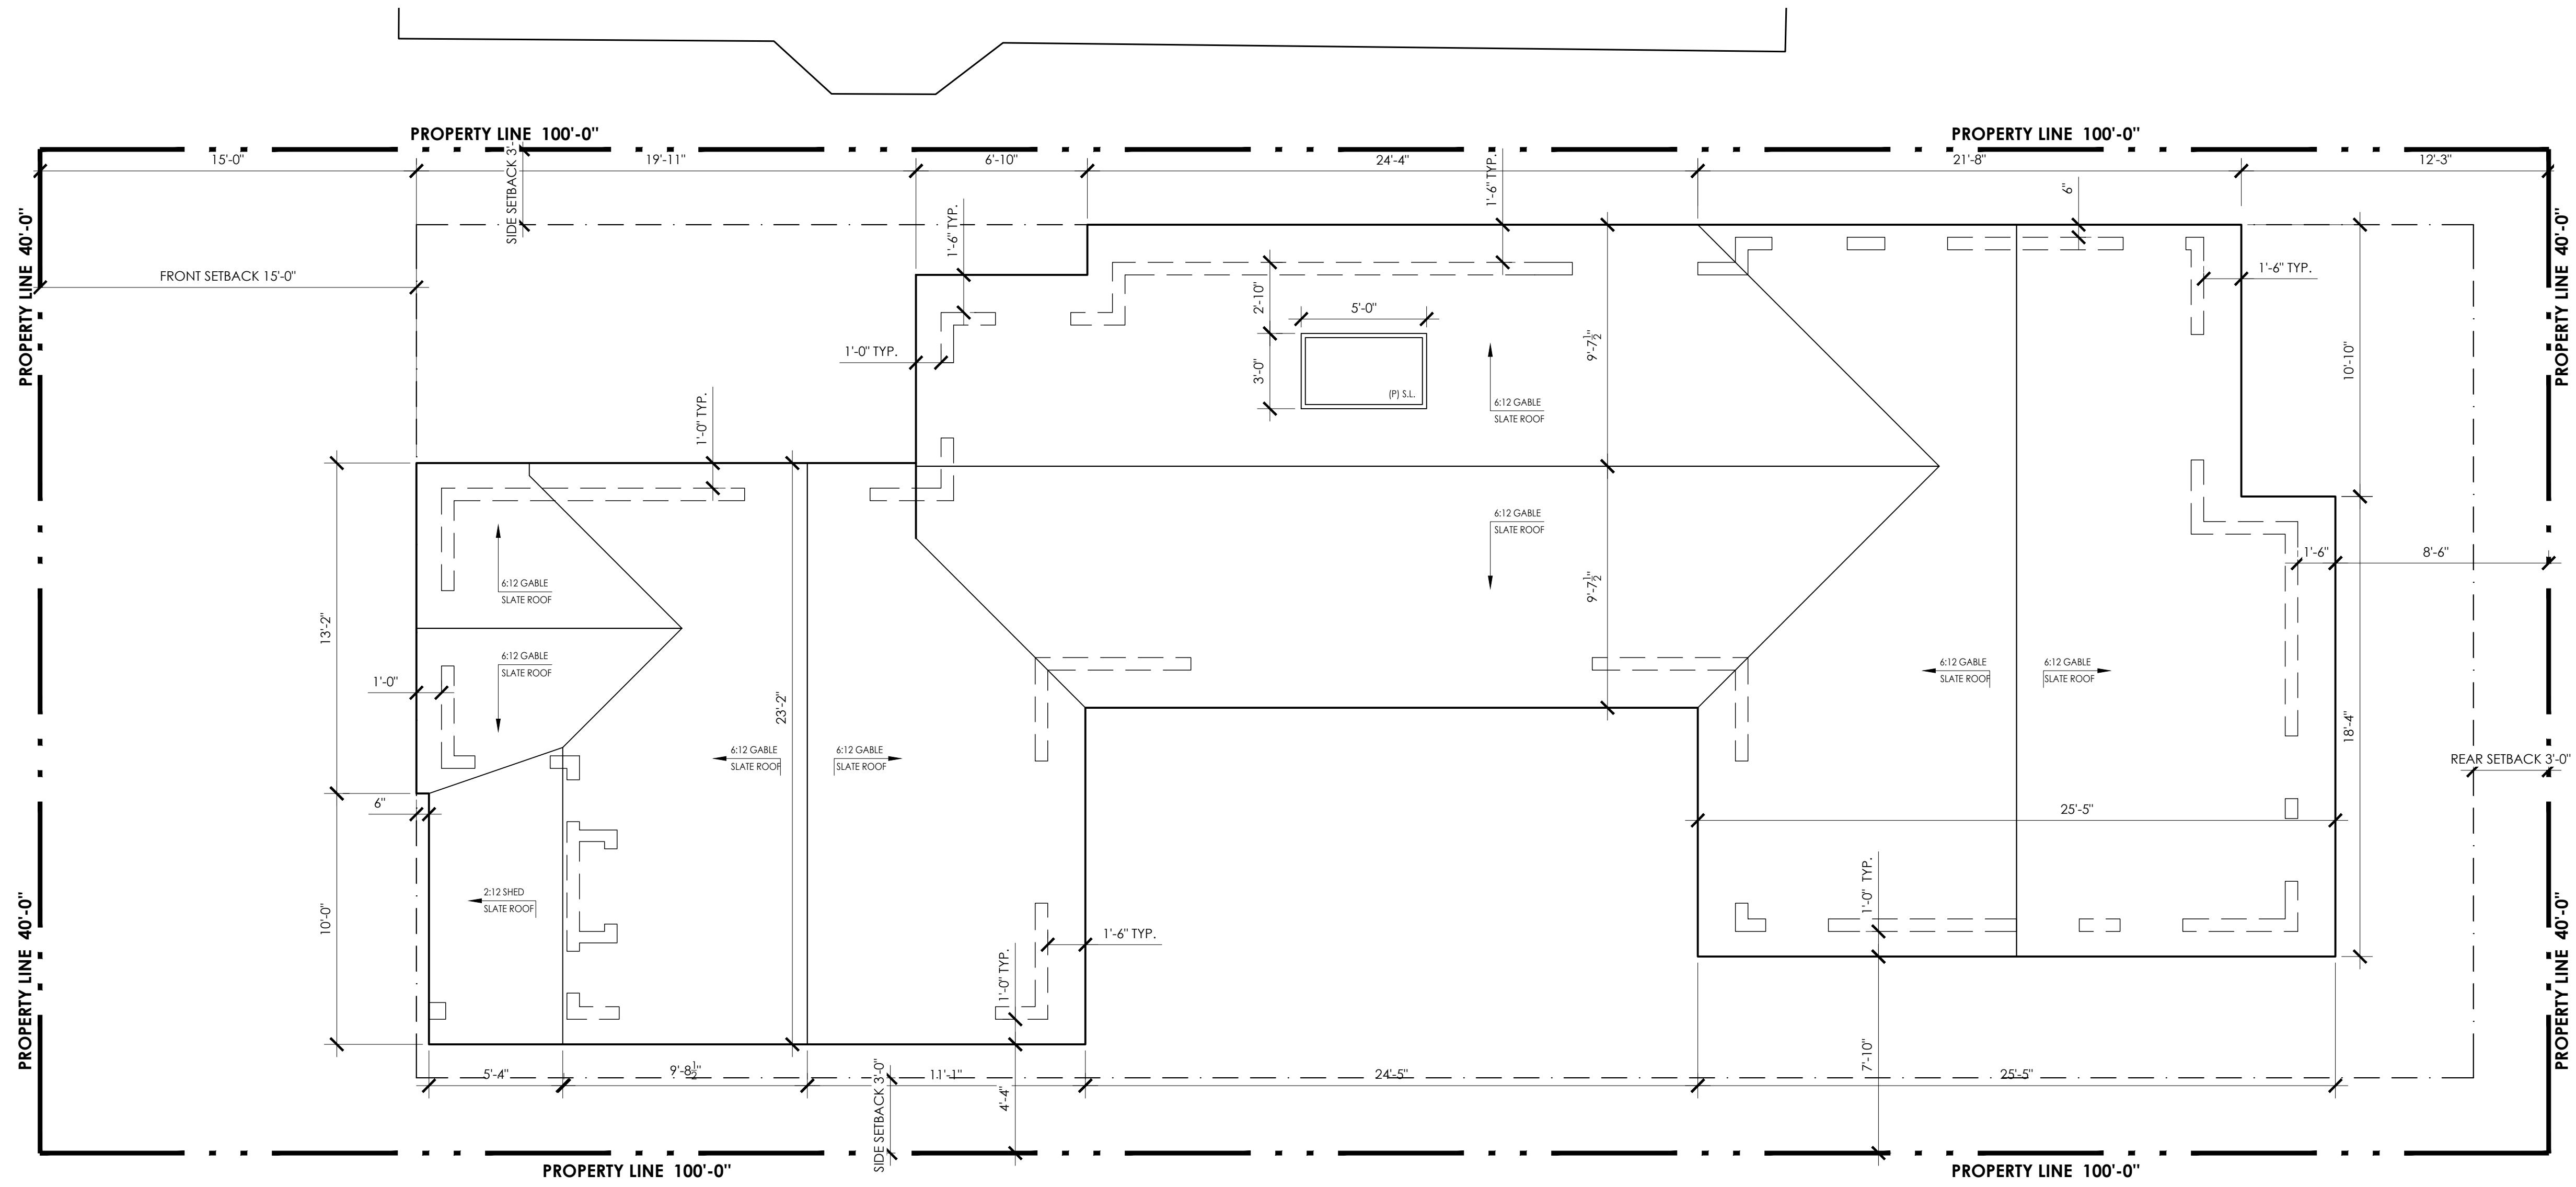 PROPERTY LINE 100'-0"
PROPERTY LINE 100'-0"
15'-0"
19'-11"
6'-10"
24'-4"
21'-8"
12'-3"
SIDE SETBACK 3'-
1'-6" TYP.
6"
PROPERTY LINE 40'-0"
PROPERTY LINE 40'-0"
1'-6" TYP.
FRONT SETBACK 15'-0"
1'-6" TYP.
2'-10"
5'-0"
9'-7½"
1'-0" TYP.
3'-0"
10'-10"
(P) S.L.
6:12 GABLE
SLATE ROOF
1'-0" TYP.
6:12 GABLE
SLATE ROOF
1'-6"
8'-6"
6:12 GABLE
SLATE ROOF
9'-7½"
13'-2"
6:12 GABLE
SLATE ROOF
1'-0"
6:12 GABLE
SLATE ROOF
6:12 GABLE
SLATE ROOF
23'-2"
18'-4"
6:12 GABLE
SLATE ROOF
6:12 GABLE
SLATE ROOF
REAR SETBACK 3'-0"
6"
25'-5"
2:12 SHED
SLATE ROOF
10'-0"
1'-0" TYP.
1'-6" TYP.
1'-0" TYP.
PROPERTY LINE 40'-0"
PROPERTY LINE 40'-0"
5'-4"
9'-8½"
11'-1"
24'-5"
25'-5"
SIDE SETBACK 3'-0"
4'-4"
7'-10"
PROPERTY LINE 100'-0"
PROPERTY LINE 100'-0"